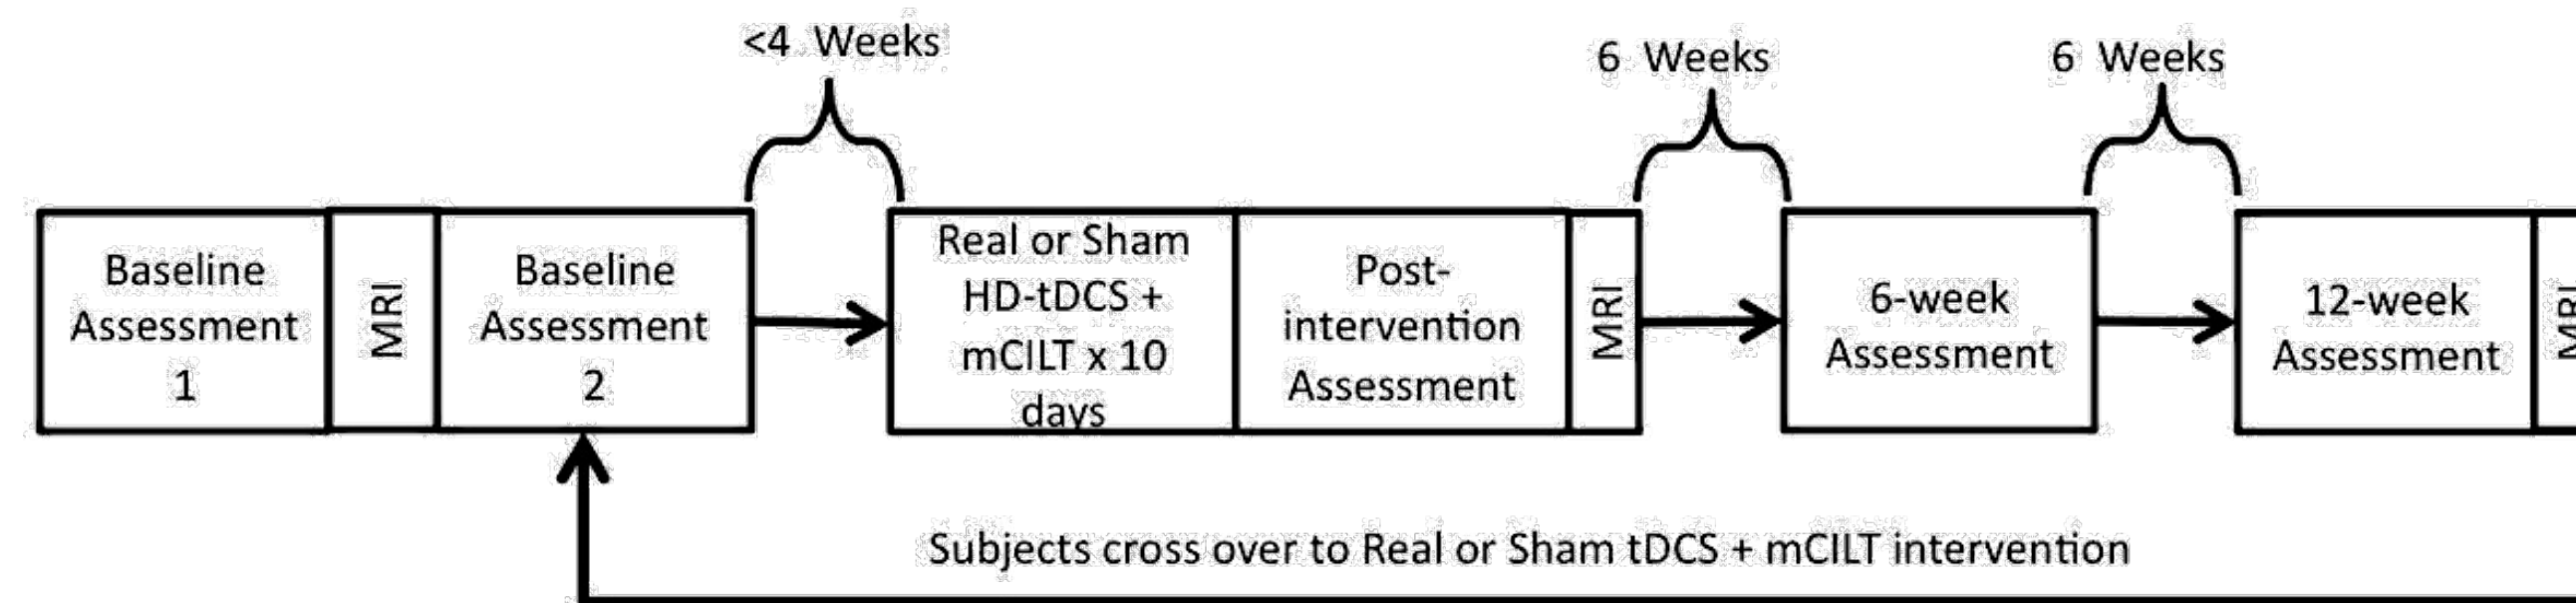 <4 Weeks
6 Weeks
6 Weeks
Baseline
Assessment
1
MRI
Baseline
Assessment
2
Real or Sham
HD-tDCS +
mCILT x 10
days
Post-
intervention
Assessment
MRI
6-week
Assessment
12-week
Assessment
MRI
Subjects cross over to Real or Sham tDCS + mCILT intervention